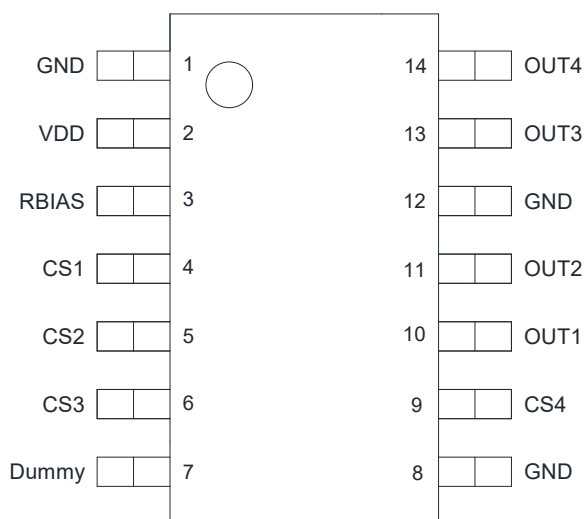 GND 1 14 OUT4
VDD 2 13 OUT3
RBIAS 3 12 GND
CS1 4 11 OUT2
CS2 5 10 OUT1
CS3 6 9 CS4
Dummy 7 8 GND